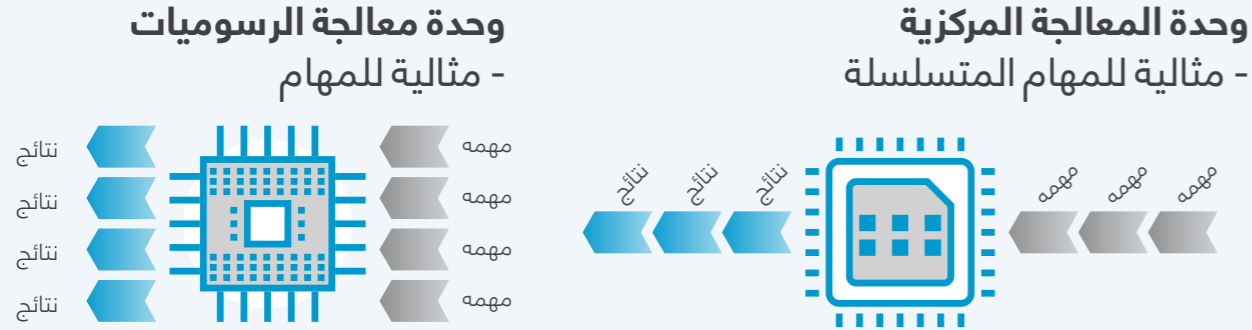 وحدة المعالجة المركزية
- مثالية للمهام المتسلسلة
مهمه
مهمه
مهمه
نتائج
نتائج
نتائج
وحدة معالجة الرسوميات
- مثالية للمهام
مهمه
نتائج
مهمه
نتائج
مهمه
نتائج
مهمه
نتائج